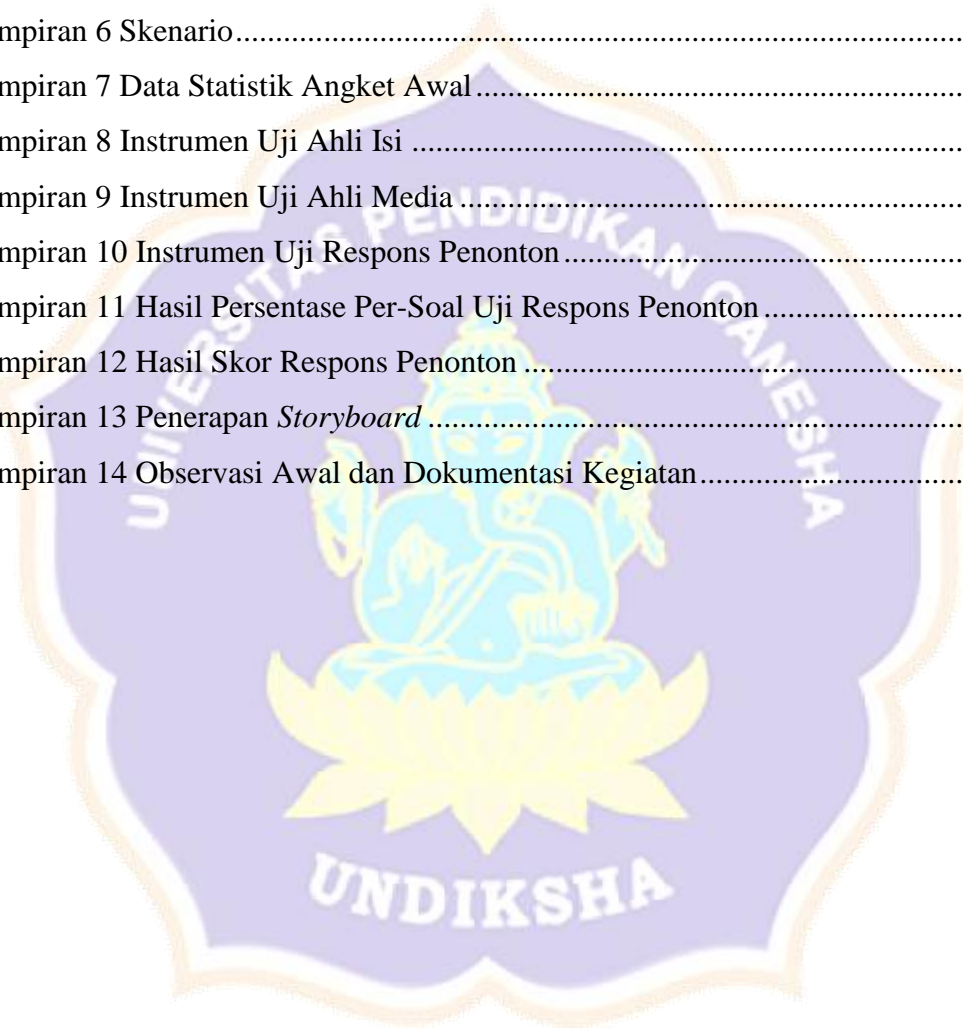 mpiran 6 Skenario................................................................................................
mpiran 7 Data Statistik Angket Awal................................................................
mpiran 8 Instrumen Uji Ahli Isi ........................................................................
mpiran 9 Instrumen Uji Ahli Media ..................................................................
mpiran 10 Instrumen Uji Respons Penonton.....................................................
mpiran 11 Hasil Persentase Per-Soal Uji Respons Penonton ...........................
mpiran 12 Hasil Skor Respons Penonton .........................................................
mpiran 13 Penerapan Storyboard .....................................................................
mpiran 14 Observasi Awal dan Dokumentasi Kegiatan...................................
UNIVERSITAS PENDIDIKAN GANESHA
UNDIKSHA